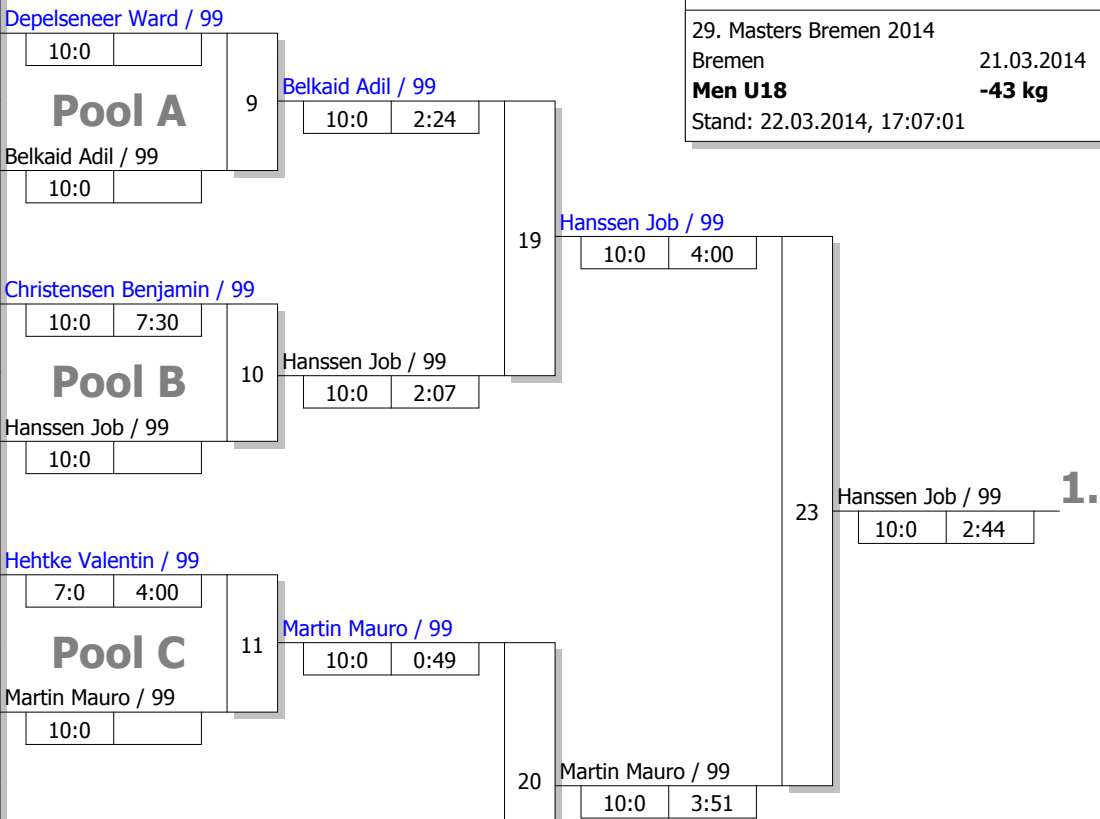 Depelseneer Ward / 99
10:0
Pool A
9
Belkaid Adil / 99
10:0
Belkaid Adil / 99
10:0 2:24
29. Masters Bremen 2014
Bremen 21.03.2014
Men U18 -43 kg
Stand: 22.03.2014, 17:07:01
19
Hanssen Job / 99
10:0 4:00
Christensen Benjamin / 99
10:0 7:30
Pool B
10
Hanssen Job / 99
10:0
Hanssen Job / 99
10:0 2:07
23
Hanssen Job / 99 1.
10:0 2:44
Hehtke Valentin / 99
7:0 4:00
Pool C
11
Martin Mauro / 99
10:0
Martin Mauro / 99
10:0 0:49
20
Martin Mauro / 99
10:0 3:51